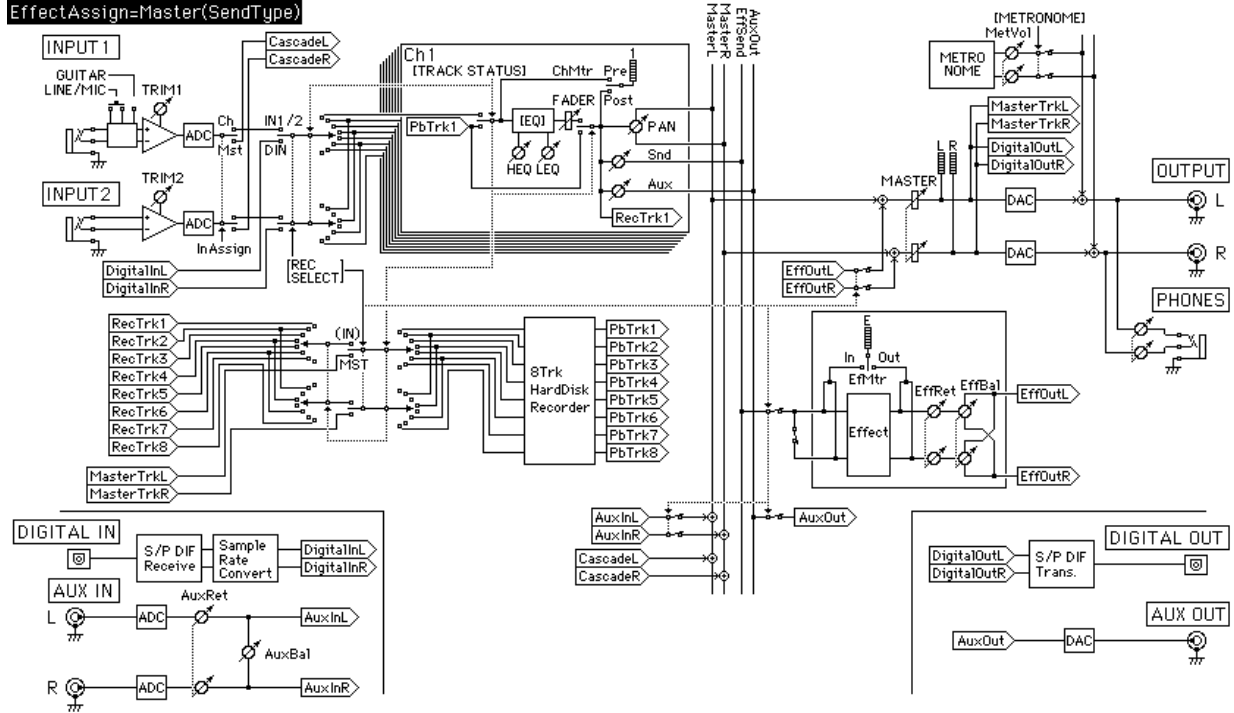 EffectAssign=Master(SendType)
INPUT 1
GUITAR
LINE/MIC
TRIM1
ADC
Ch
Mst
CascadeL
CascadeR
IN1/2
DIN
INPUT 2
TRIM2
ADC
InAssign
DigitalInL
DigitalInR
[REC
SELECT]
Ch 1
[TRACK STATUS]
ChMtr
Pre
1
Post
PbTrk1
[EQ]
FADER
HEQ
LEQ
PAN
Snd
Aux
RecTrk1
MasterL
MasterR
EffSend
AuxOut
[METRONOME]
MetVol
METRO
NOME
MasterTrkL
MasterTrkR
DigitalOutL
DigitalOutR
L R
MASTER
DAC
DAC
OUTPUT
L
R
PHONES
EffOutL
EffOutR
RecTrk1
RecTrk2
RecTrk3
RecTrk4
RecTrk5
RecTrk6
RecTrk7
RecTrk8
MasterTrkL
MasterTrkR
(IN)
MST
8Trk
HardDisk
Recorder
PbTrk1
PbTrk2
PbTrk3
PbTrk4
PbTrk5
PbTrk6
PbTrk7
PbTrk8
E
In
Out
EfMtr
Effect
EffRet
EffBal
EffOutL
EffOutR
AuxInL
AuxInR
AuxOut
CascadeL
CascadeR
DIGITAL IN
S/P DIF
Receive
Sample
Rate
Convert
DigitalInL
DigitalInR
AUX IN
L
ADC
AuxRet
AuxInL
AuxBal
R
ADC
AuxInR
DIGITAL OUT
DigitalOutL
DigitalOutR
S/P DIF
Trans.
AUX OUT
AuxOut
DAC